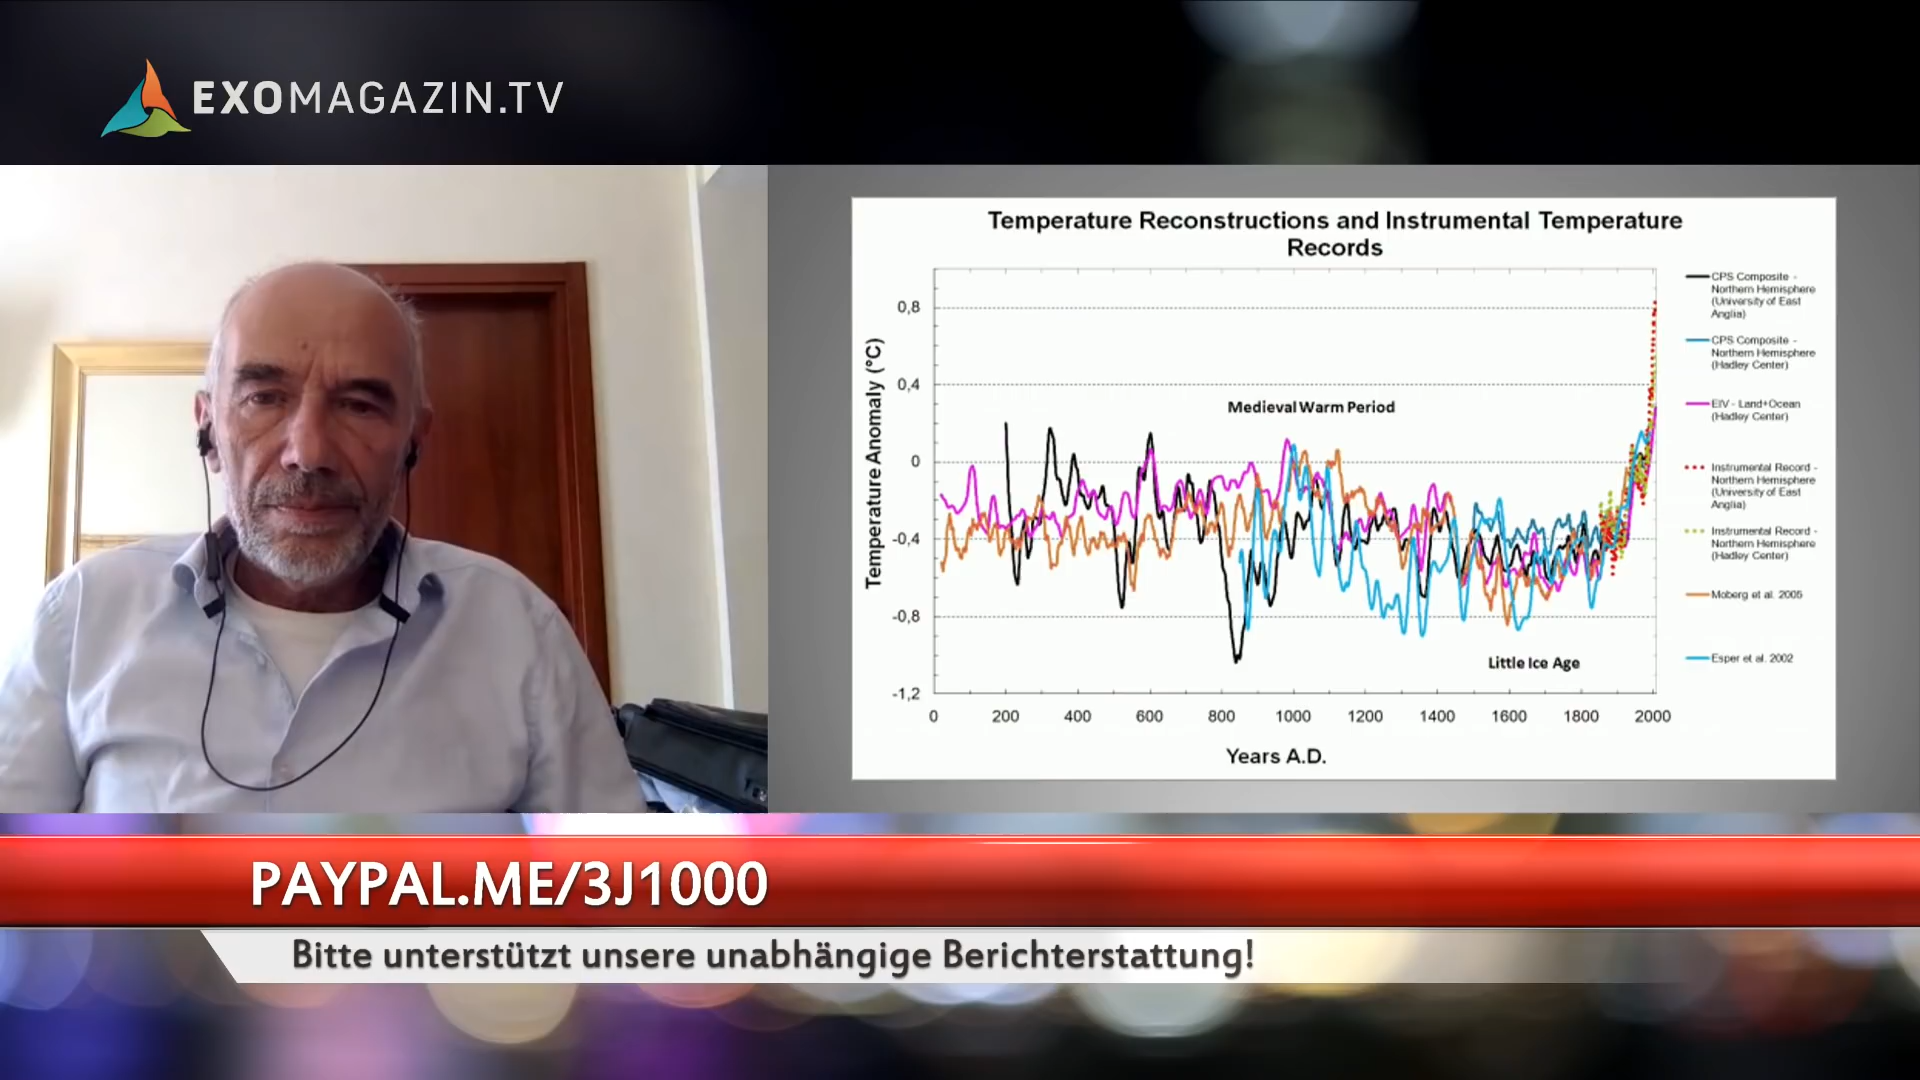 EXOMAGAZIN.TV
Temperature Reconstructions and Instrumental Temperature
Records
Temperature Anomaly (°C)
0,8
0,4
0
-0,4
-0,8
-1,2
Medieval Warm Period
Little Ice Age
0 200 400 600 800 1000 1200 1400 1600 1800 2000
Years A.D.
CPS Composite -
Northern Hemisphere
(University of East
Anglia)
CPS Composite -
Northern Hemisphere
(Hadley Center)
EIV - Land+Ocean
(Hadley Center)
Instrumental Record -
Northern Hemisphere
(University of East
Anglia)
Instrumental Record -
Northern Hemisphere
(Hadley Center)
Moberg et al. 2005
Esper et al. 2002
PAYPAL.ME/3J1000
Bitte unterstützt unsere unabhängige Berichterstattung!